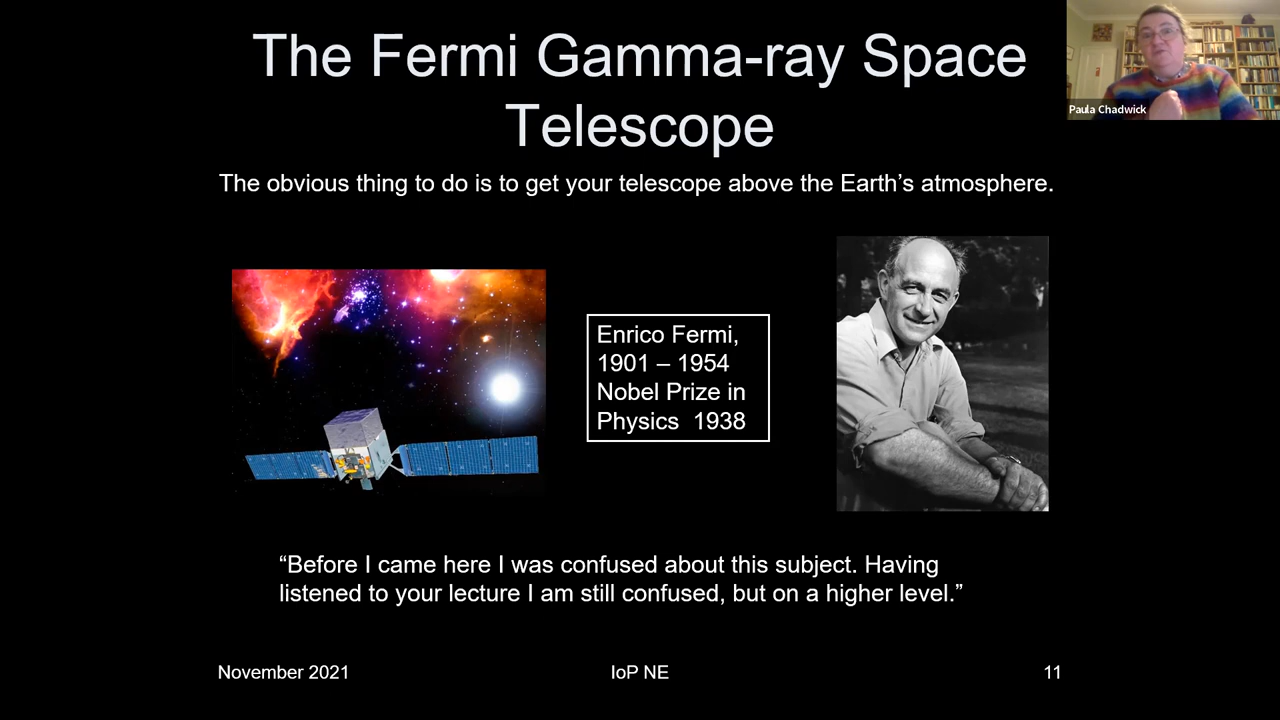 The Fermi Gamma-ray Space
Telescope
Paula Chadwick
The obvious thing to do is to get your telescope above the Earth’s atmosphere.
Enrico Fermi,
1901 – 1954
Nobel Prize in
Physics  1938
“Before I came here I was confused about this subject. Having
listened to your lecture I am still confused, but on a higher level.”
November 2021
IoP NE
11